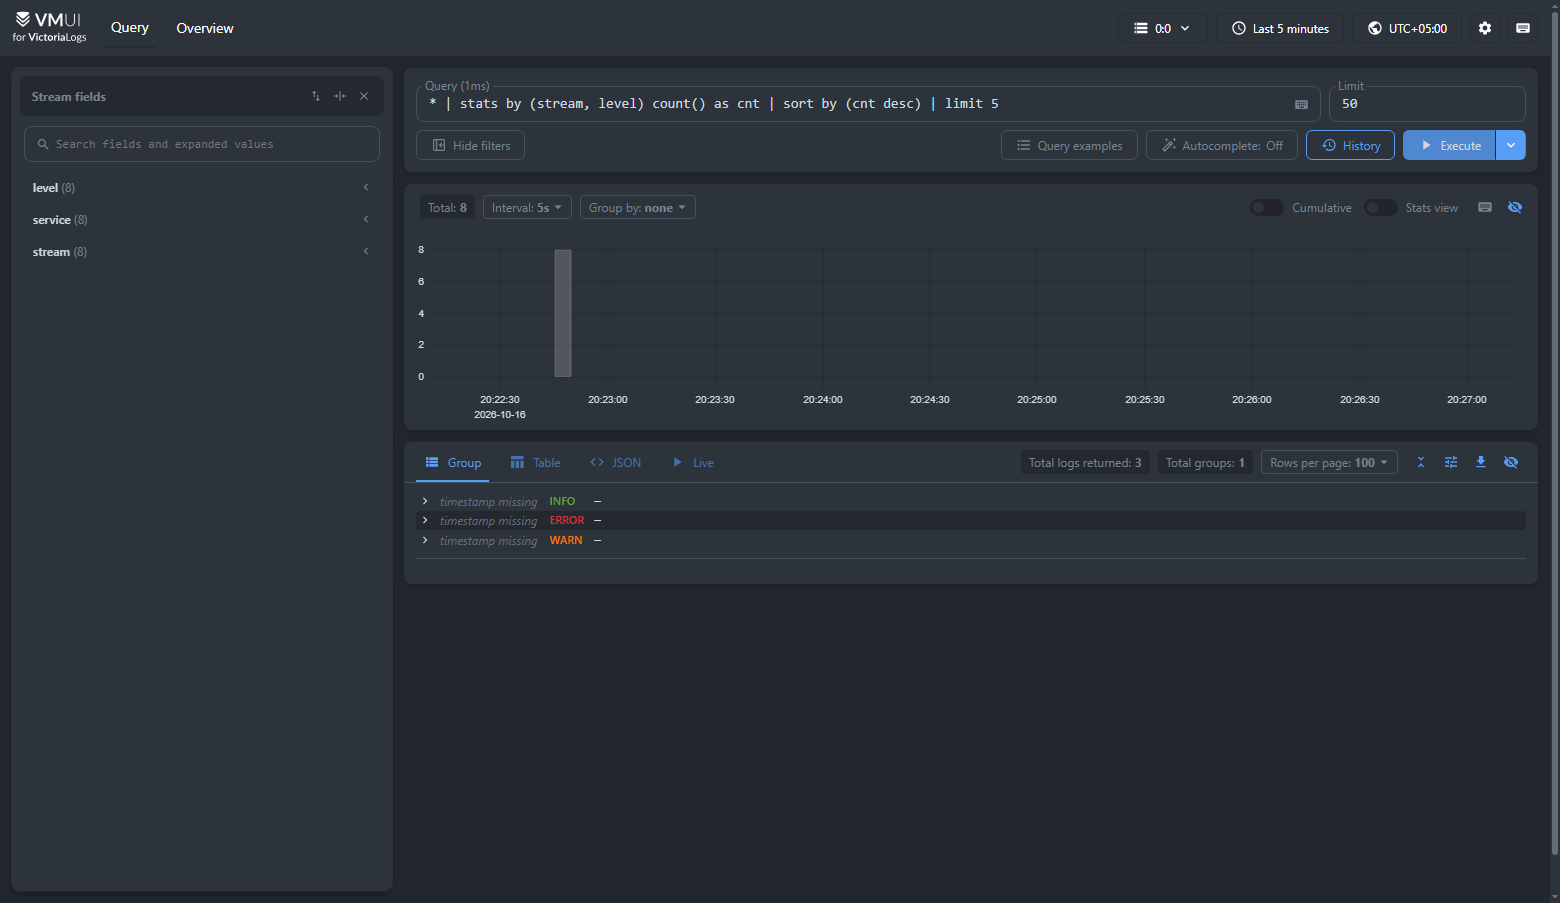 VMUI
for VictoriaLogs
Query
Overview
0:0
Last 5 minutes
UTC+05:00
Stream fields
Search fields and expanded values
level (8)
service (8)
stream (8)
Query (1ms)
* | stats by (stream, level) count() as cnt | sort by (cnt desc) | limit 5
Limit
50
Hide filters
Query examples
Autocomplete: Off
History
Execute
Total: 8
Interval: 5s
Group by: none
Cumulative
Stats view
8
6
4
2
0
20:22:30
2026-10-16
20:23:00
20:23:30
20:24:00
20:24:30
20:25:00
20:25:30
20:26:00
20:26:30
20:27:00
Group
Table
JSON
Live
Total logs returned: 3
Total groups: 1
Rows per page: 100
timestamp missing INFO –
timestamp missing ERROR –
timestamp missing WARN –